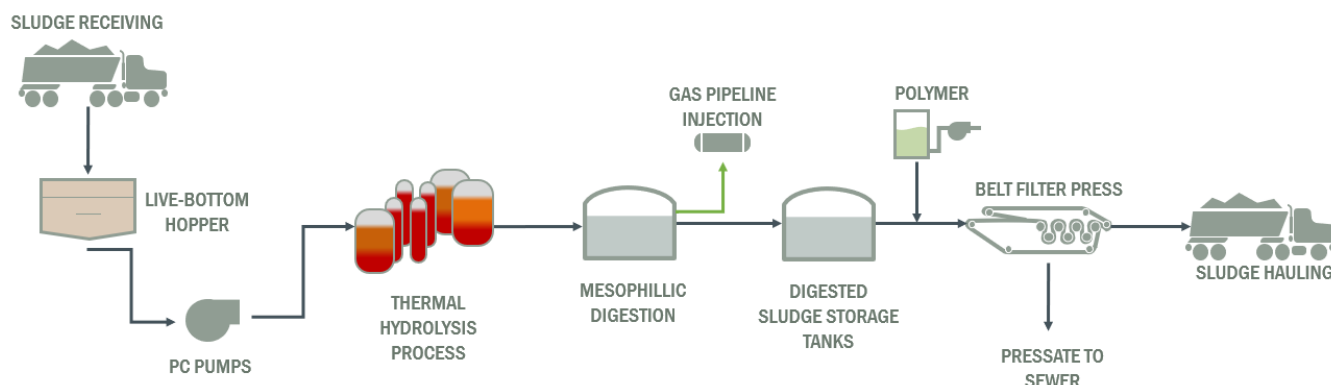 SLUDGE RECEIVING
LIVE-BOTTOM
HOPPER
PC PUMPS
THERMAL
HYDROLYSIS
PROCESS
GAS PIPELINE
INJECTION
MESOPHILLIC
DIGESTION
DIGESTED
SLUDGE STORAGE
TANKS
POLYMER
BELT FILTER PRESS
PRESSATE TO
SEWER
SLUDGE HAULING